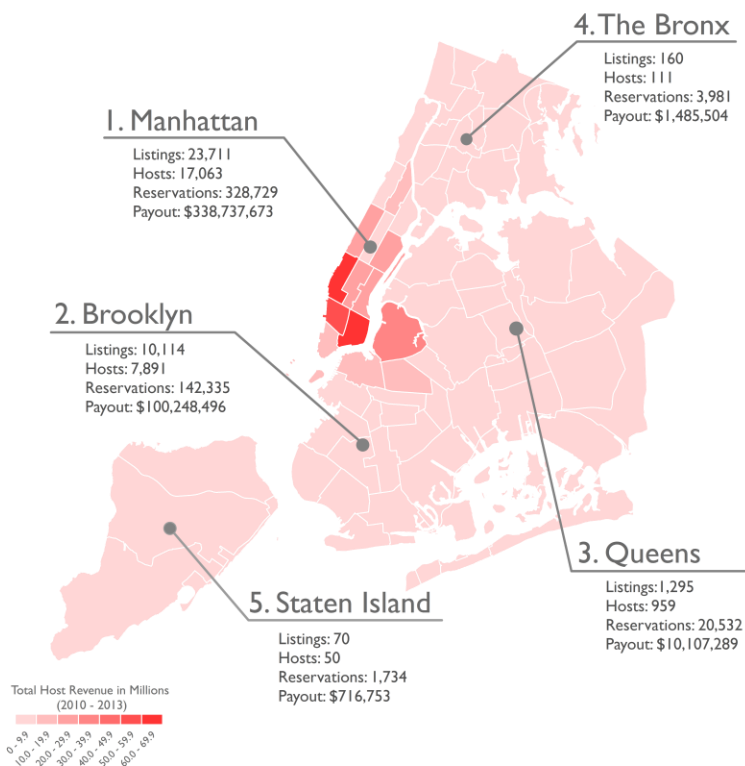 4. The Bronx
Listings: 160
Hosts: 111
Reservations: 3,981
Payout: $1,485,504
1. Manhattan
Listings: 23,711
Hosts: 17,063
Reservations: 328,729
Payout: $338,737,673
2. Brooklyn
Listings: 10,114
Hosts: 7,891
Reservations: 142,335
Payout: $100,248,496
3. Queens
Listings:1,295
Hosts: 959
Reservations: 20,532
Payout: $10,107,289
5. Staten Island
Listings: 70
Hosts: 50
Reservations: 1,734
Payout: $716,753
Total Host Revenue in Millions
(2010 - 2013)
0 - 9.9
10.0 - 19.9
20.0 - 29.9
30.0 - 39.9
40.0 - 49.9
50.0 - 59.9
60.0 - 69.9